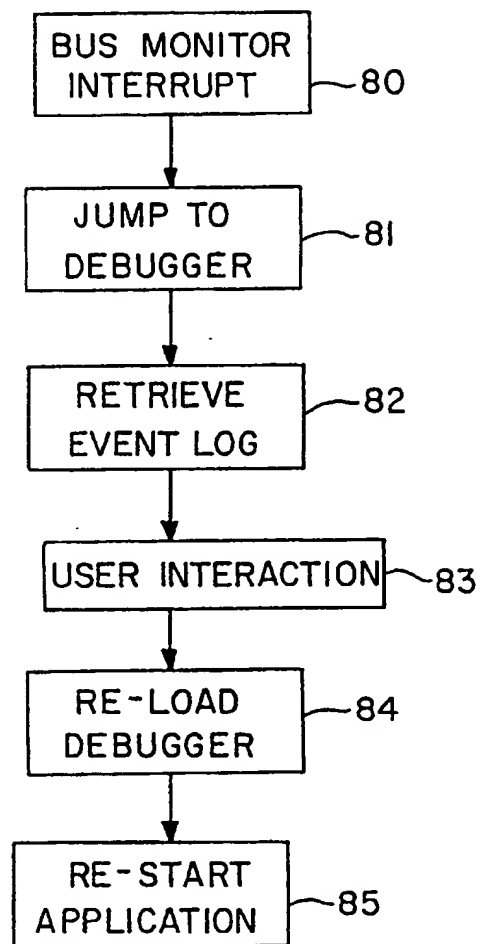 BUS MONITOR
INTERRUPT
80
JUMP TO
DEBUGGER
81
RETRIEVE
EVENT LOG
82
USER INTERACTION
83
RE-LOAD
DEBUGGER
84
RE-START
APPLICATION
85